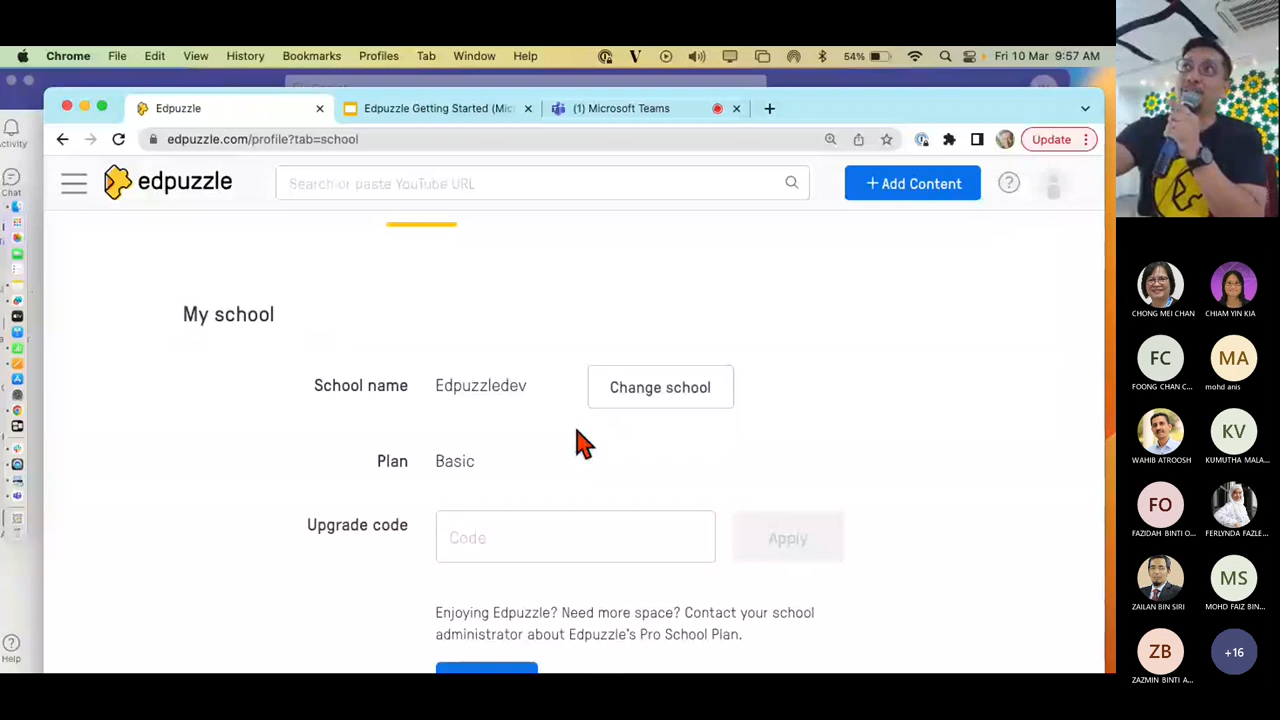 Chrome File Edit View History Bookmarks Profiles Tab Window Help
54% Fri 10 Mar 9:57 AM
Edpuzzle
Edpuzzle Getting Started (Mic
(1) Microsoft Teams
edpuzzle.com/profile?tab=school
Update
edpuzzle
Search or paste YouTube URL
+ Add Content
?
My school
School name Edpuzzledev Change school
Plan Basic
Upgrade code Code Apply
Enjoying Edpuzzle? Need more space? Contact your school
administrator about Edpuzzle's Pro School Plan.
Activity
Chat
Help
CHONG MEI CHAN
CHIAM YIN KIA
FC
FOONG CHAN C...
MA
mohd anis
WAHIB ATROOSH
KV
KUMUTHA MALA...
FO
FAZIDAH BINTI O...
FERLYNDA FAZLE...
ZAILAN BIN SIRI
MS
MOHD FAIZ BIN...
ZB
ZAZMIN BINTI A...
+16